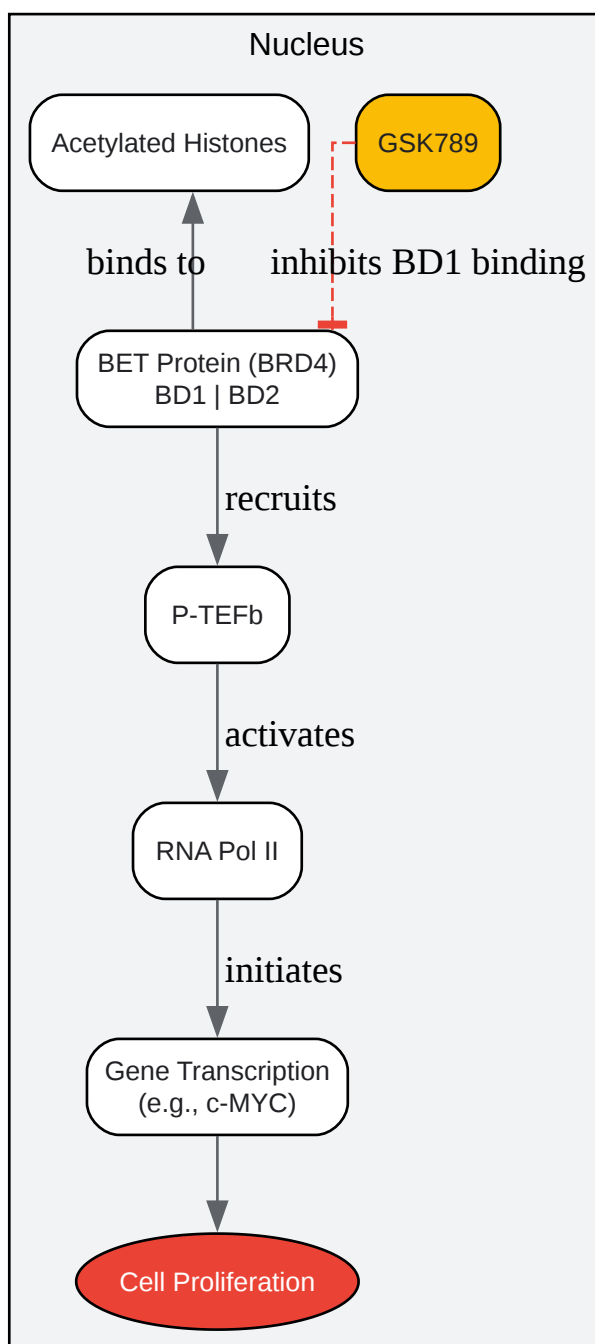 Nucleus
Acetylated Histones
GSK789
binds to
inhibits BD1 binding
BET Protein (BRD4)
BD1 | BD2
recruits
P-TEFb
activates
RNA Pol II
initiates
Gene Transcription
(e.g., c-MYC)
Cell Proliferation